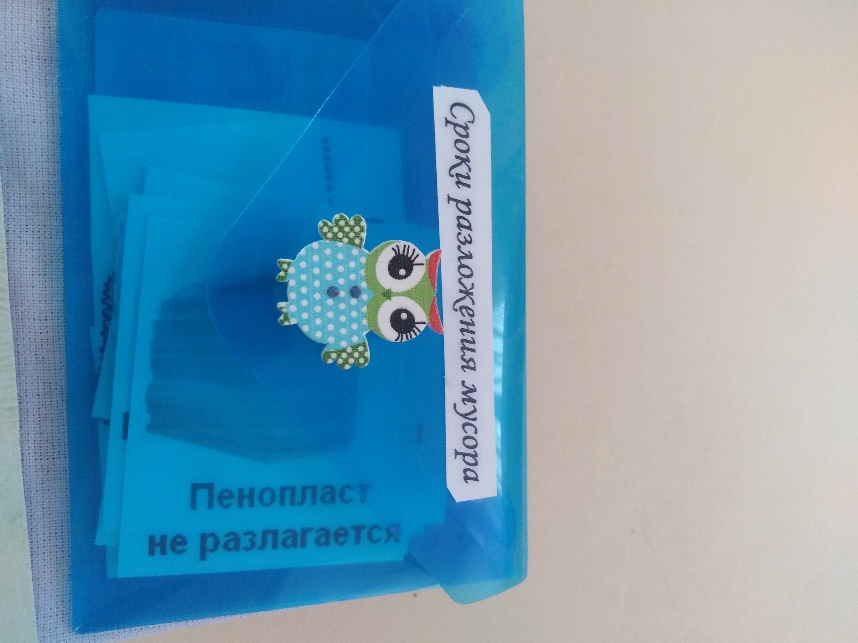 Сроки разложения мусора
Пенопласт
не разлагается